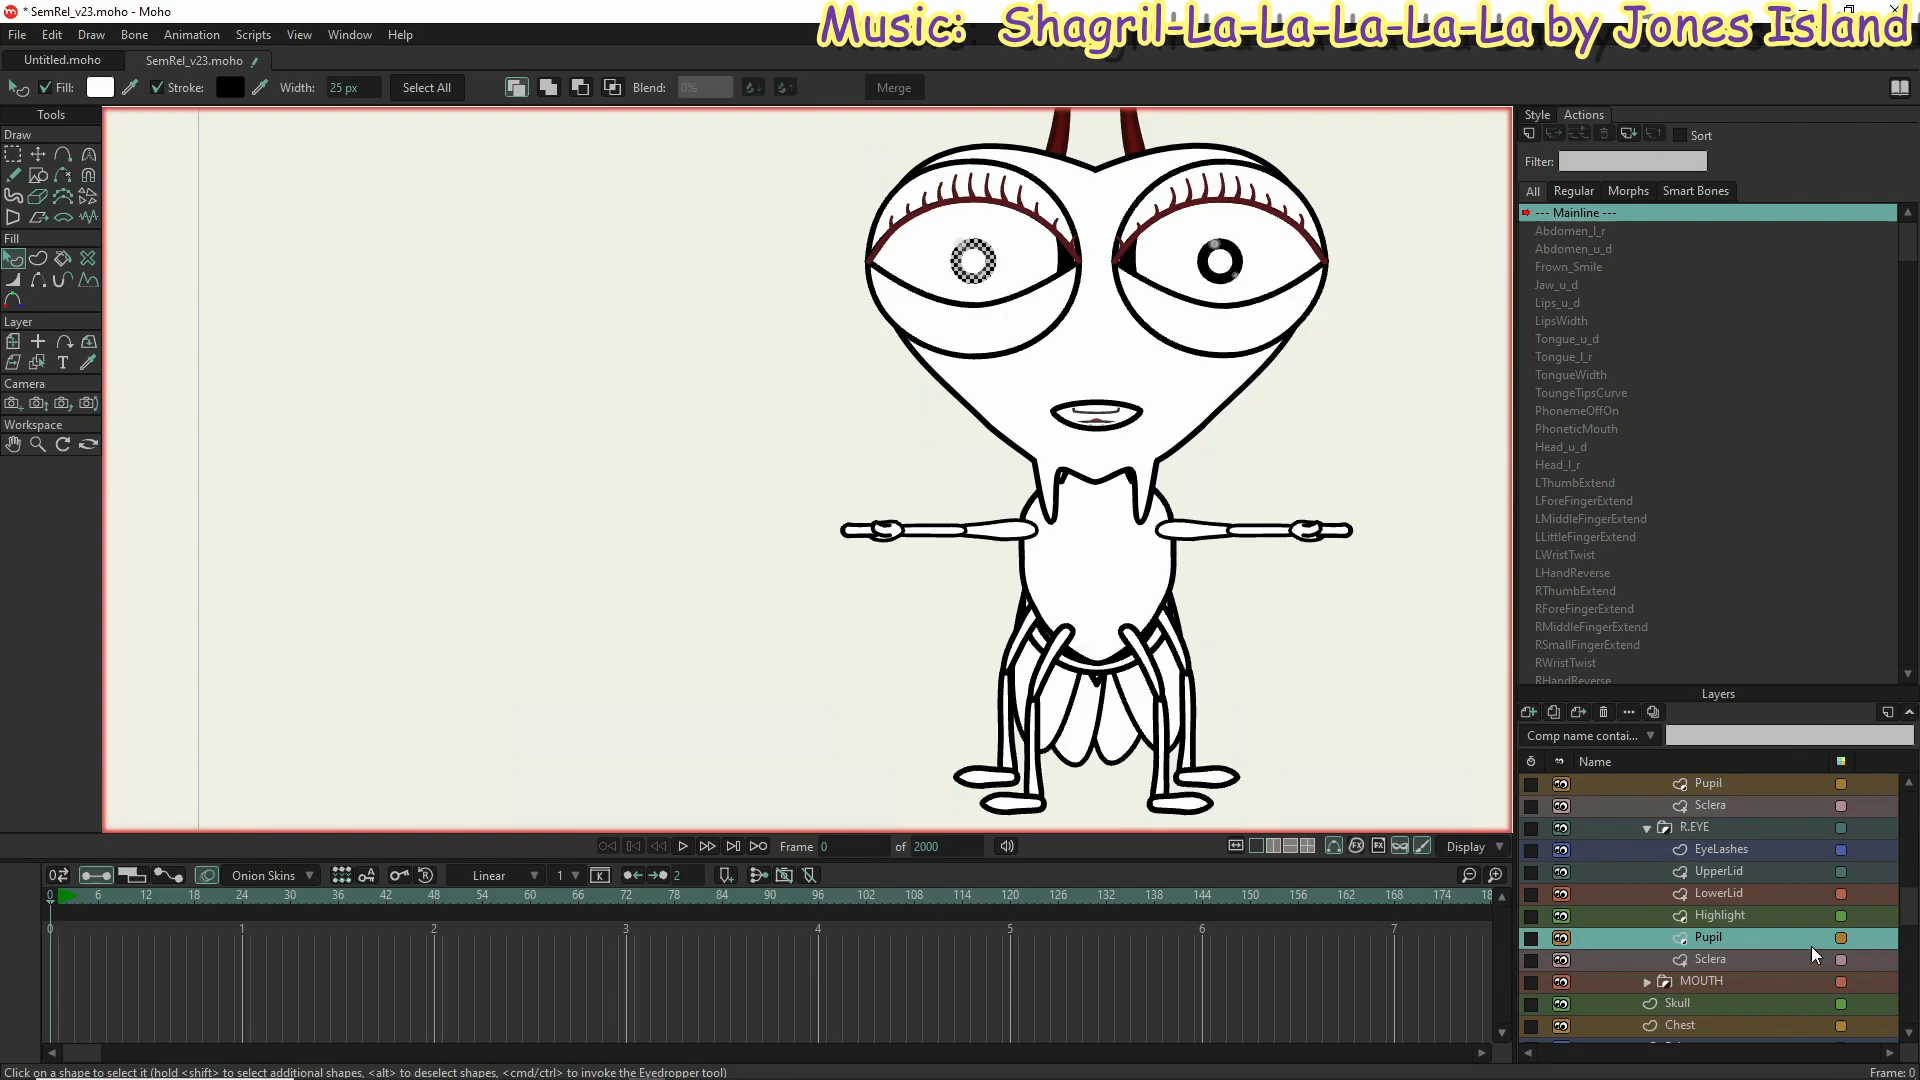 * SemRel_v23.moho - Moho
Music:  Shagril-La-La-La-La-La by Jones Island
File Edit Draw Bone Animation Scripts View Window Help
Untitled.moho SemRel_v23.moho
Fill: Stroke: Width: 25 px Select All Blend: 0% Merge
Tools
Draw
Fill
Layer
Camera
Workspace
Style Actions
Sort
Filter:
All Regular Morphs Smart Bones
--- Mainline ---
Abdomen_l_r
Abdomen_u_d
Frown_Smile
Jaw_u_d
Lips_u_d
LipsWidth
Tongue_u_d
Tongue_l_r
TongueWidth
ToungeTipsCurve
PhonemeOffOn
PhoneticMouth
Head_u_d
Head_l_r
LThumbExtend
LForeFingerExtend
LMiddleFingerExtend
LLittleFingerExtend
LWristTwist
LHandReverse
RThumbExtend
RForeFingerExtend
RMiddleFingerExtend
RSmallFingerExtend
RWristTwist
RHandReverse
Layers
Comp name contai...
Name
Pupil
Sclera
R.EYE
EyeLashes
UpperLid
LowerLid
Highlight
Pupil
Sclera
MOUTH
Skull
Chest
Frame 0 of 2000 Display
Onion Skins Linear 1 2
0 6 12 18 24 30 36 42 48 54 60 66 72 78 84 90 96 102 108 114 120 126 132 138 144 150 156 162 168 174 18
0 1 2 3 4 5 6 7
Click on a shape to select it (hold <shift> to select additional shapes, <alt> to deselect shapes, <cmd/ctrl> to invoke the Eyedropper tool)
Frame: 0